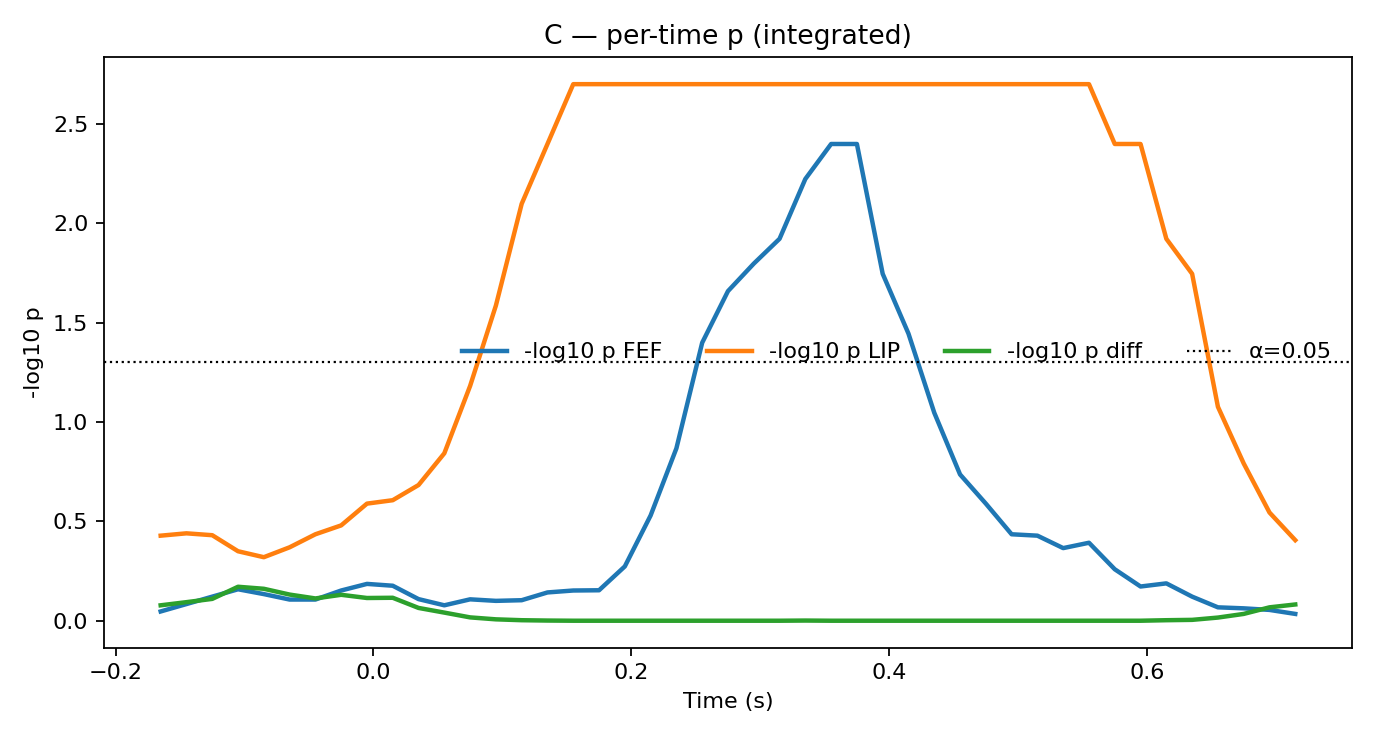 C — per-time p (integrated)
-log10 p
2.5
2.0
1.5
1.0
0.5
0.0
-log10 p FEF
-log10 p LIP
-log10 p diff
α=0.05
−0.2
0.0
0.2
0.4
0.6
Time (s)